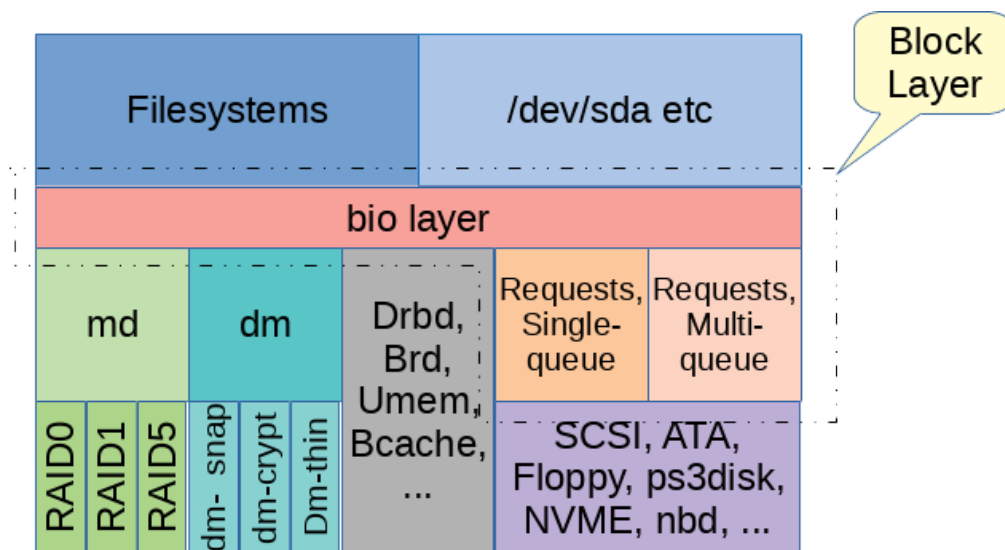 Block
Layer
Filesystems
/dev/sda etc
bio layer
md
dm
Drbd,
Brd,
Umem,
Bcache,
...
Requests,
Single-
queue
Requests,
Multi-
queue
RAID0
RAID1
RAID5
dm- snap
dm-crypt
Dm-thin
SCSI, ATA,
Floppy, ps3disk,
NVME, nbd, ...